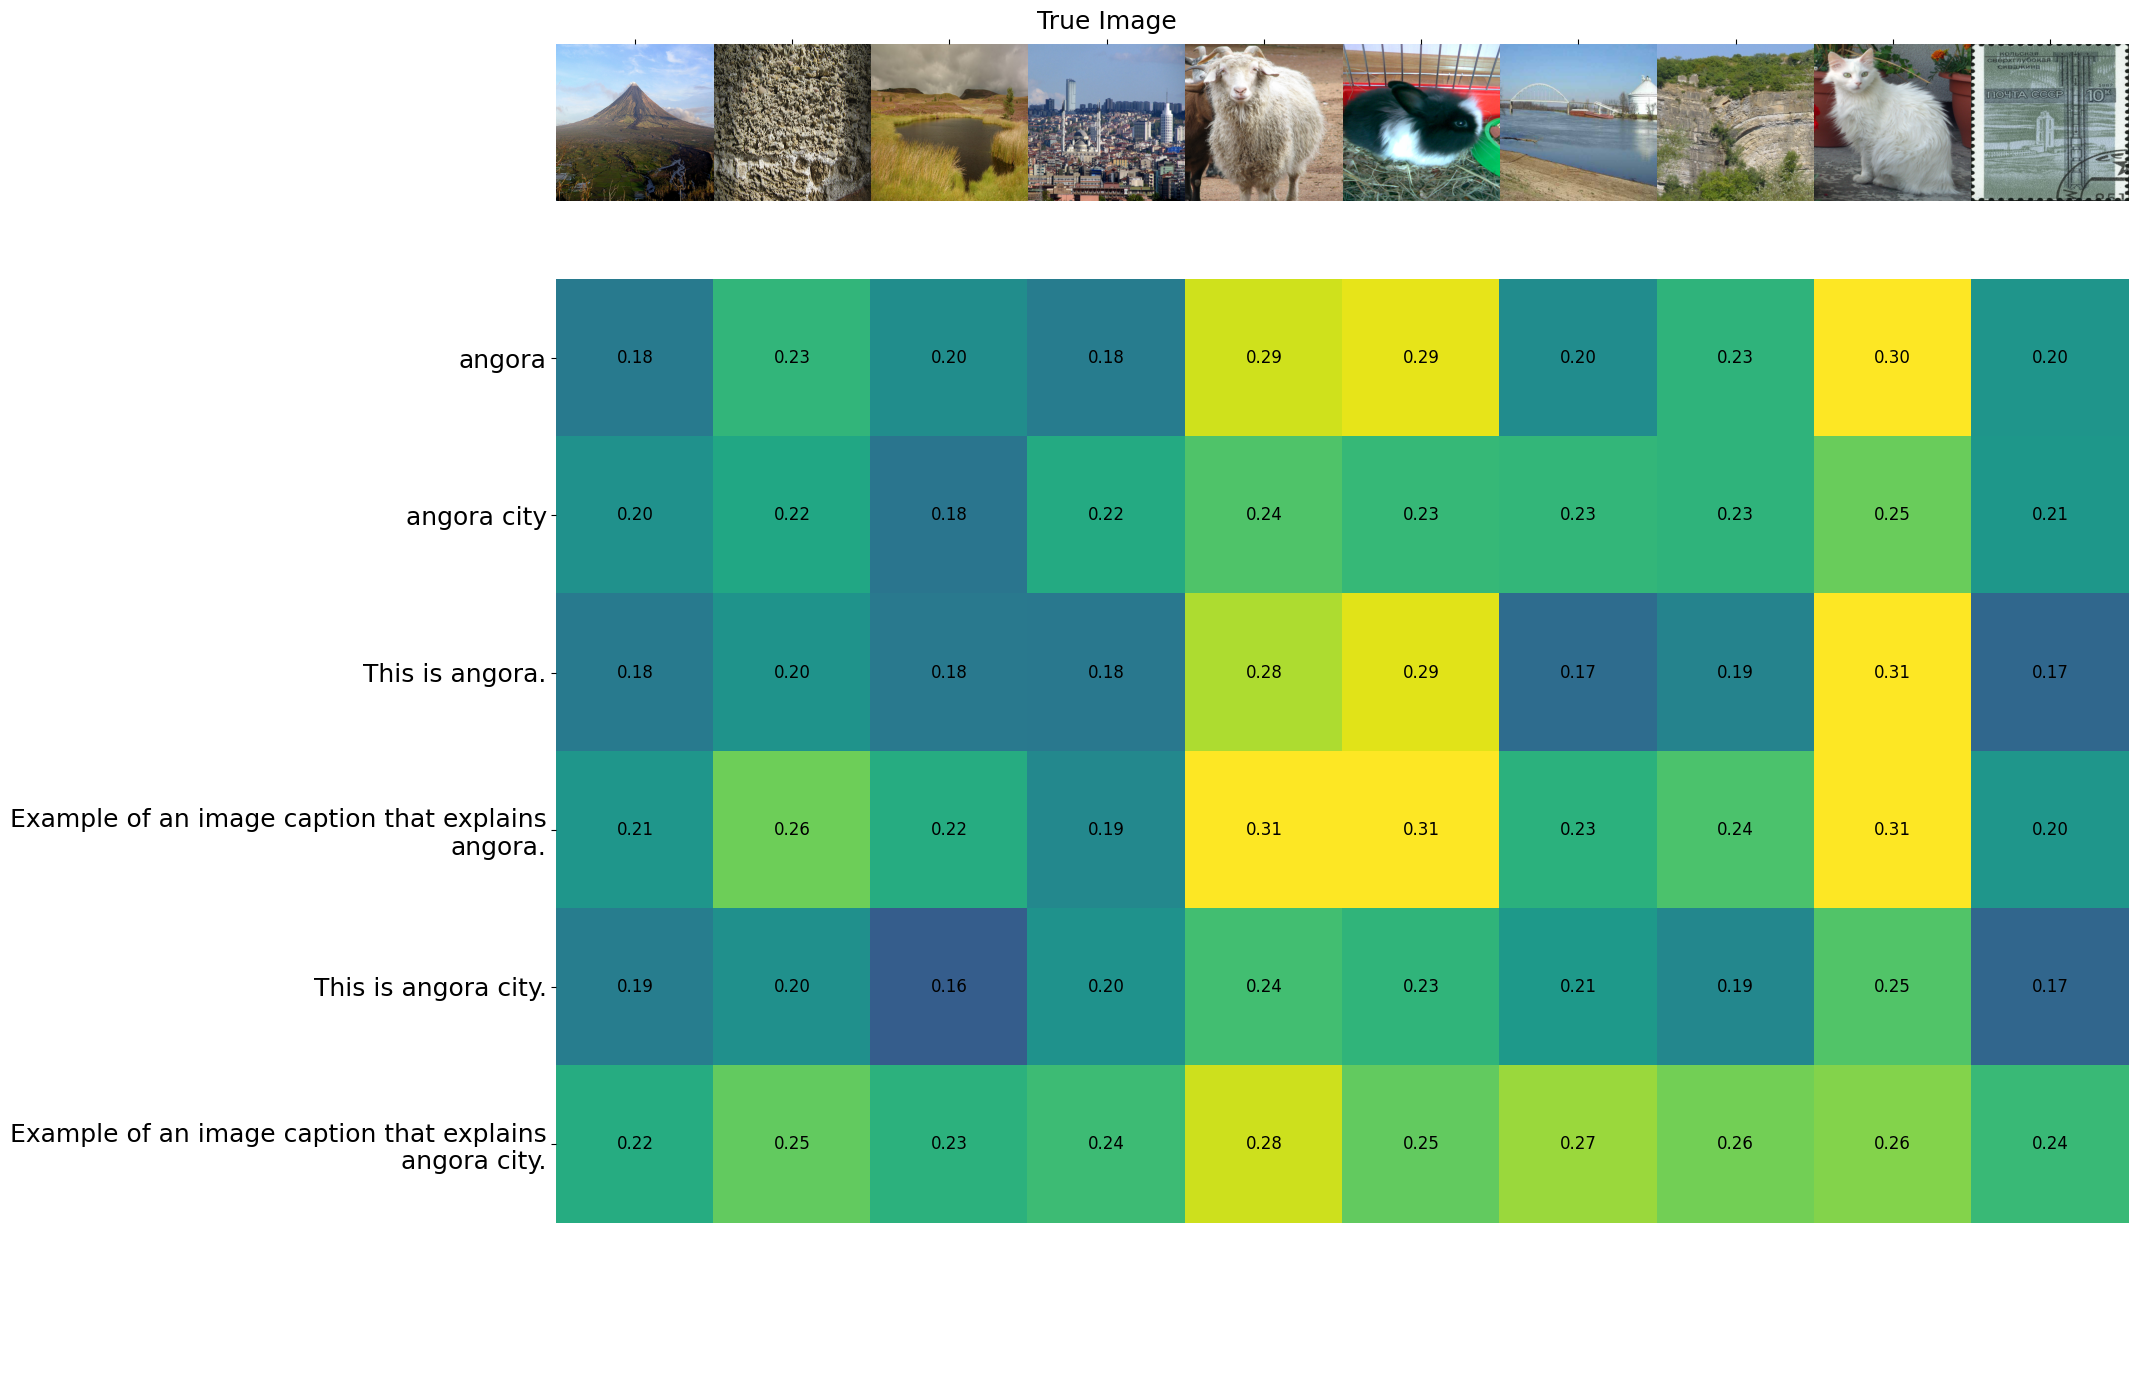 True Image
КОЛЬСКАЯ
СВЕРХГЛУБОКАЯ
СКВАЖИНА
1987
ПОЧТА СССР 10К
angora 0.18 0.23 0.20 0.18 0.29 0.29 0.20 0.23 0.30 0.20
angora city 0.20 0.22 0.18 0.22 0.24 0.23 0.23 0.23 0.25 0.21
This is angora. 0.18 0.20 0.18 0.18 0.28 0.29 0.17 0.19 0.31 0.17
Example of an image caption that explains
angora. 0.21 0.26 0.22 0.19 0.31 0.31 0.23 0.24 0.31 0.20
This is angora city. 0.19 0.20 0.16 0.20 0.24 0.23 0.21 0.19 0.25 0.17
Example of an image caption that explains
angora city. 0.22 0.25 0.23 0.24 0.28 0.25 0.27 0.26 0.26 0.24